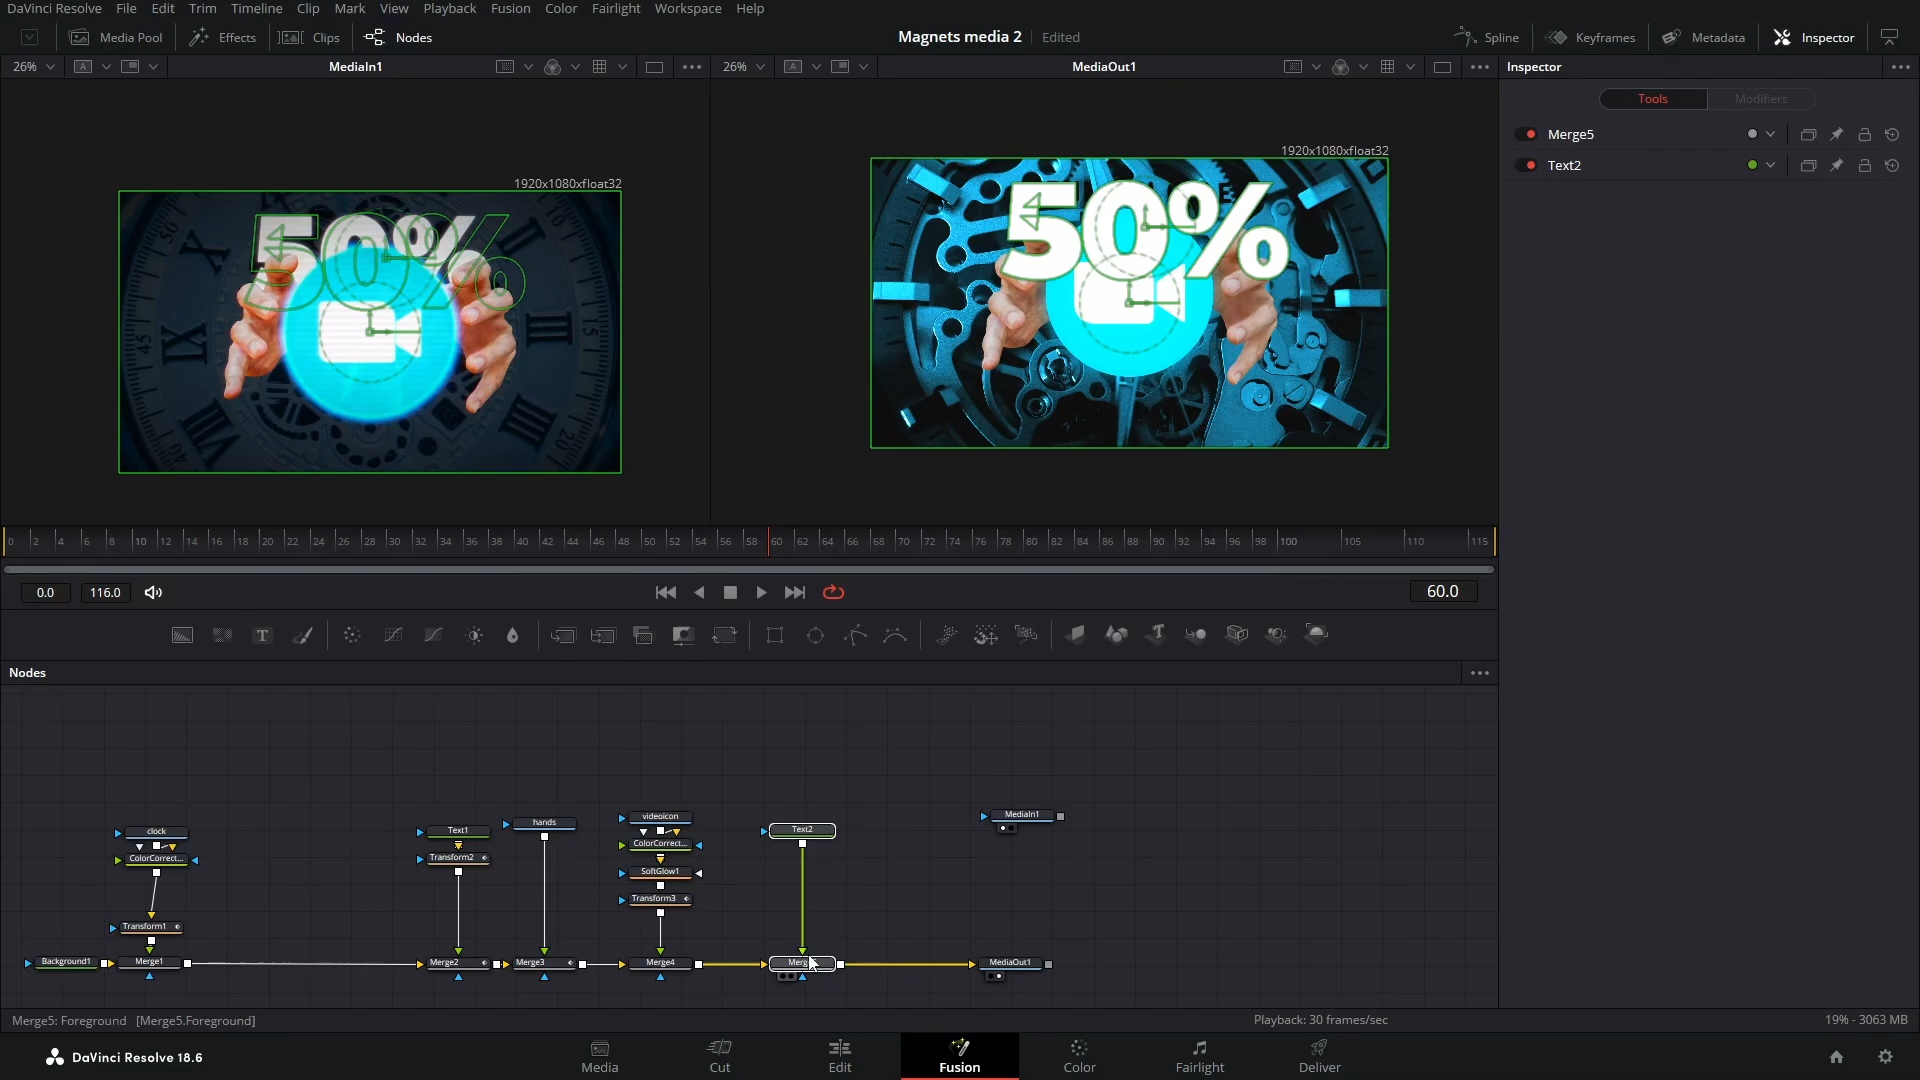 DaVinci Resolve File Edit Trim Timeline Clip Mark View Playback Fusion Color Fairlight Workspace Help
Media Pool Effects Clips Nodes Magnets media 2 Edited Spline Keyframes Metadata Inspector
26% A MediaIn1 26% A MediaOut1 Inspector
Tools Modifiers
Merge5
Text2
1920x1080xfloat32
1920x1080xfloat32
50%
50%
0 2 4 6 8 10 12 14 16 18 20 22 24 26 28 30 32 34 36 38 40 42 44 46 48 50 52 54 56 58 60 62 64 66 68 70 72 74 76 78 80 82 84 86 88 90 92 94 96 98 100 105 110 115
0.0 116.0 60.0
Nodes
clock Text1 hands videoicon Text2 MediaIn1
ColorCorrect... Transform2 ColorCorrect...
SoftGlow1
Transform1 Transform3
Background1 Merge1 Merge2 Merge3 Merge4 Merg MediaOut1
Merge5: Foreground [Merge5.Foreground] Playback: 30 frames/sec 19% - 3063 MB
DaVinci Resolve 18.6 Media Cut Edit Fusion Color Fairlight Deliver